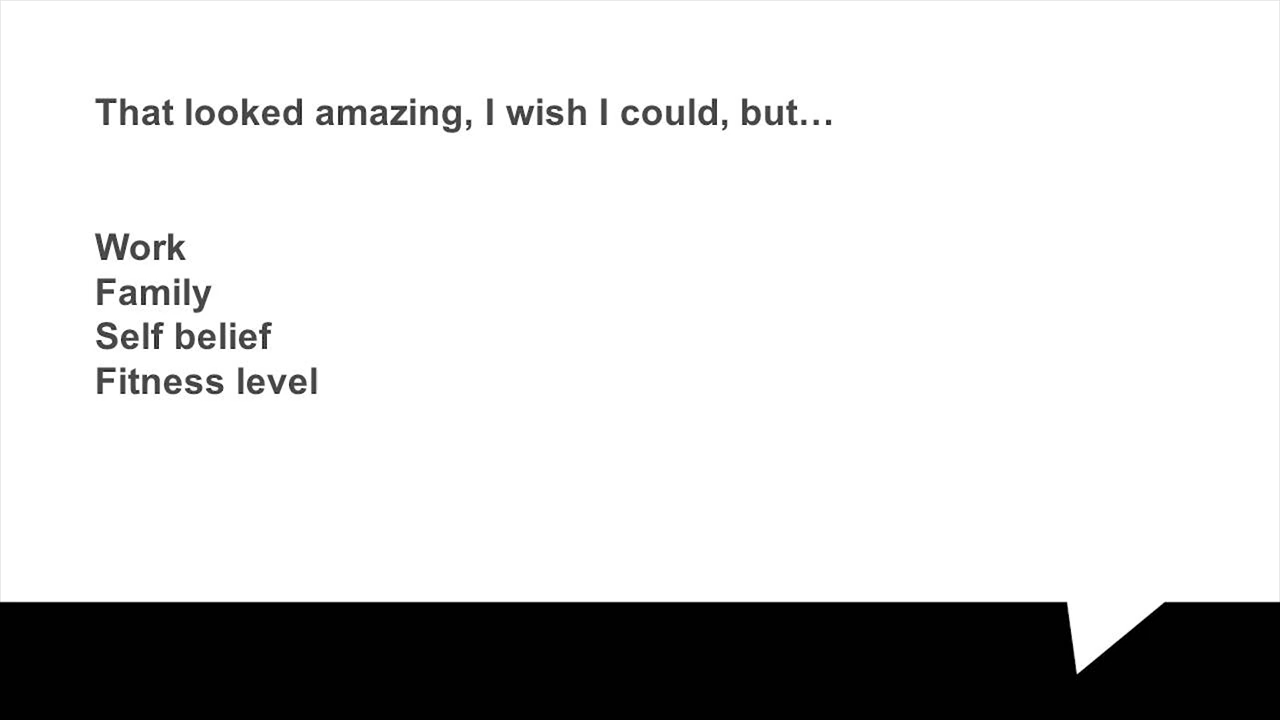 That looked amazing, I wish I could, but…
Work
Family
Self belief
Fitness level